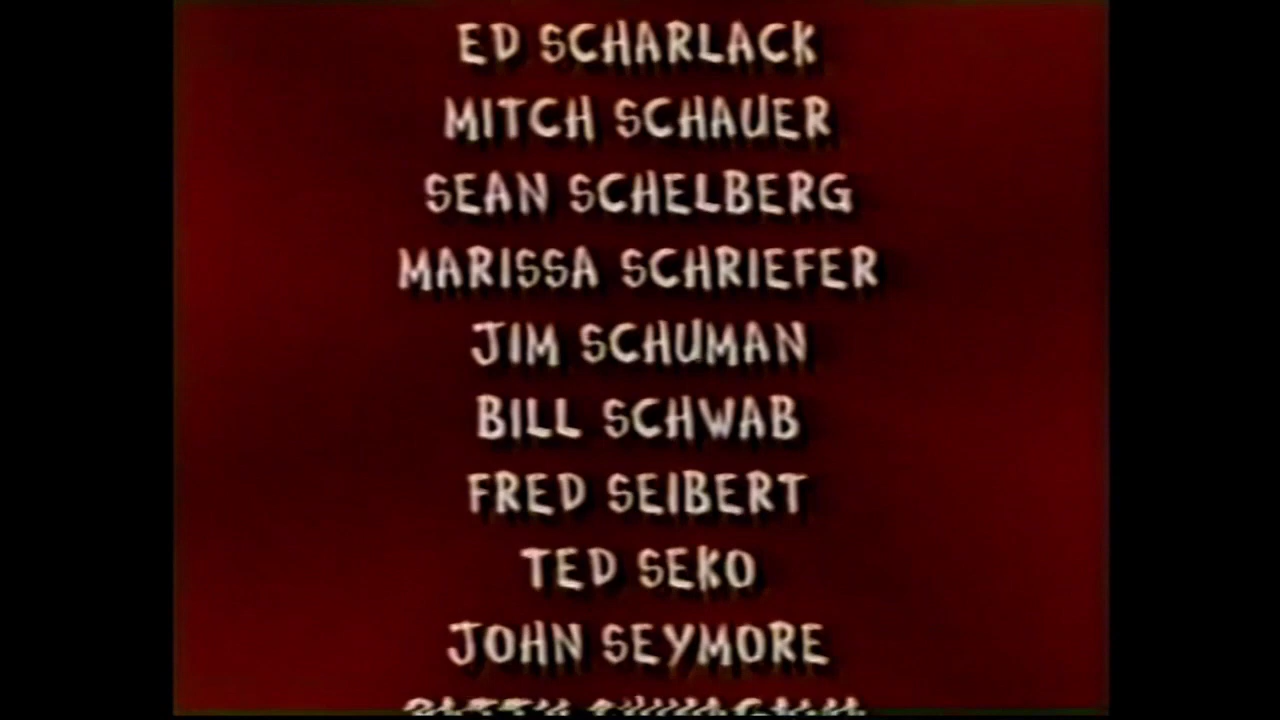 ED SCHARLACK
MITCH SCHAUER
SEAN SCHELBERG
MARISSA SCHRIEFER
JIM SCHUMAN
BILL SCHWAB
FRED SEIBERT
TED SEKO
JOHN SEYMORE